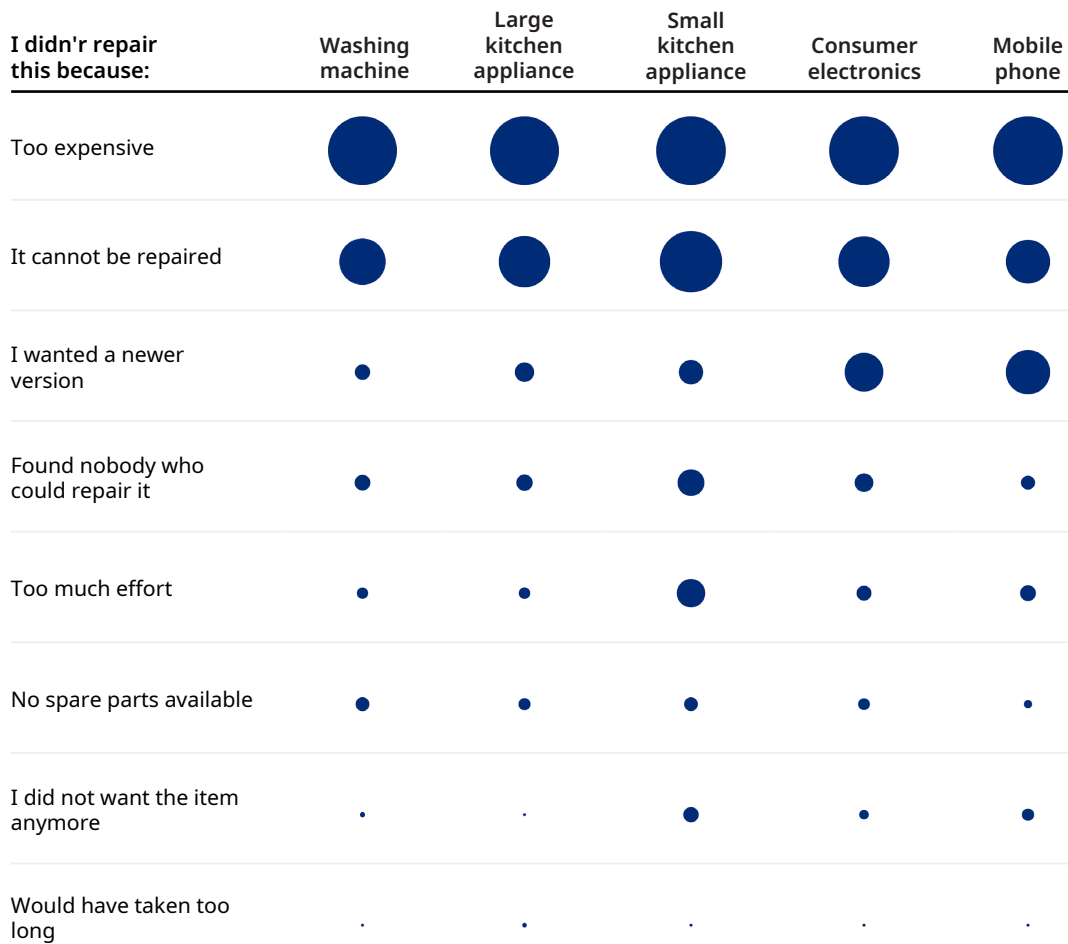 I didn'r repair
this because:
Washing
machine
Large
kitchen
appliance
Small
kitchen
appliance
Consumer
electronics
Mobile
phone
Too expensive
It cannot be repaired
I wanted a newer
version
Found nobody who
could repair it
Too much effort
No spare parts available
I did not want the item
anymore
Would have taken too
long